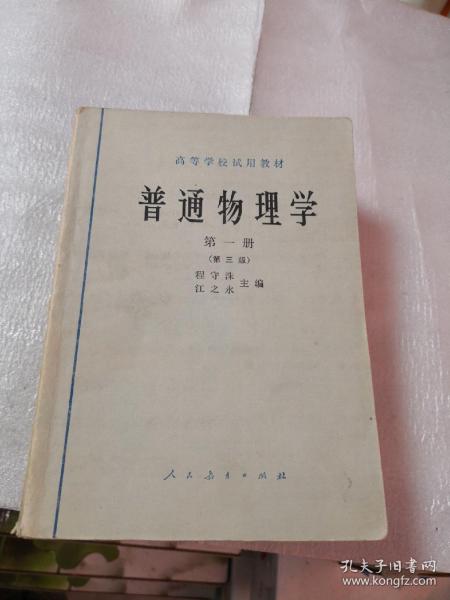 高等学校试用教材
普通物理学
第一册
（第三版）
程守洙
江之永
主编
人民教育出版社
孔夫子旧书网
www.kongfz.com